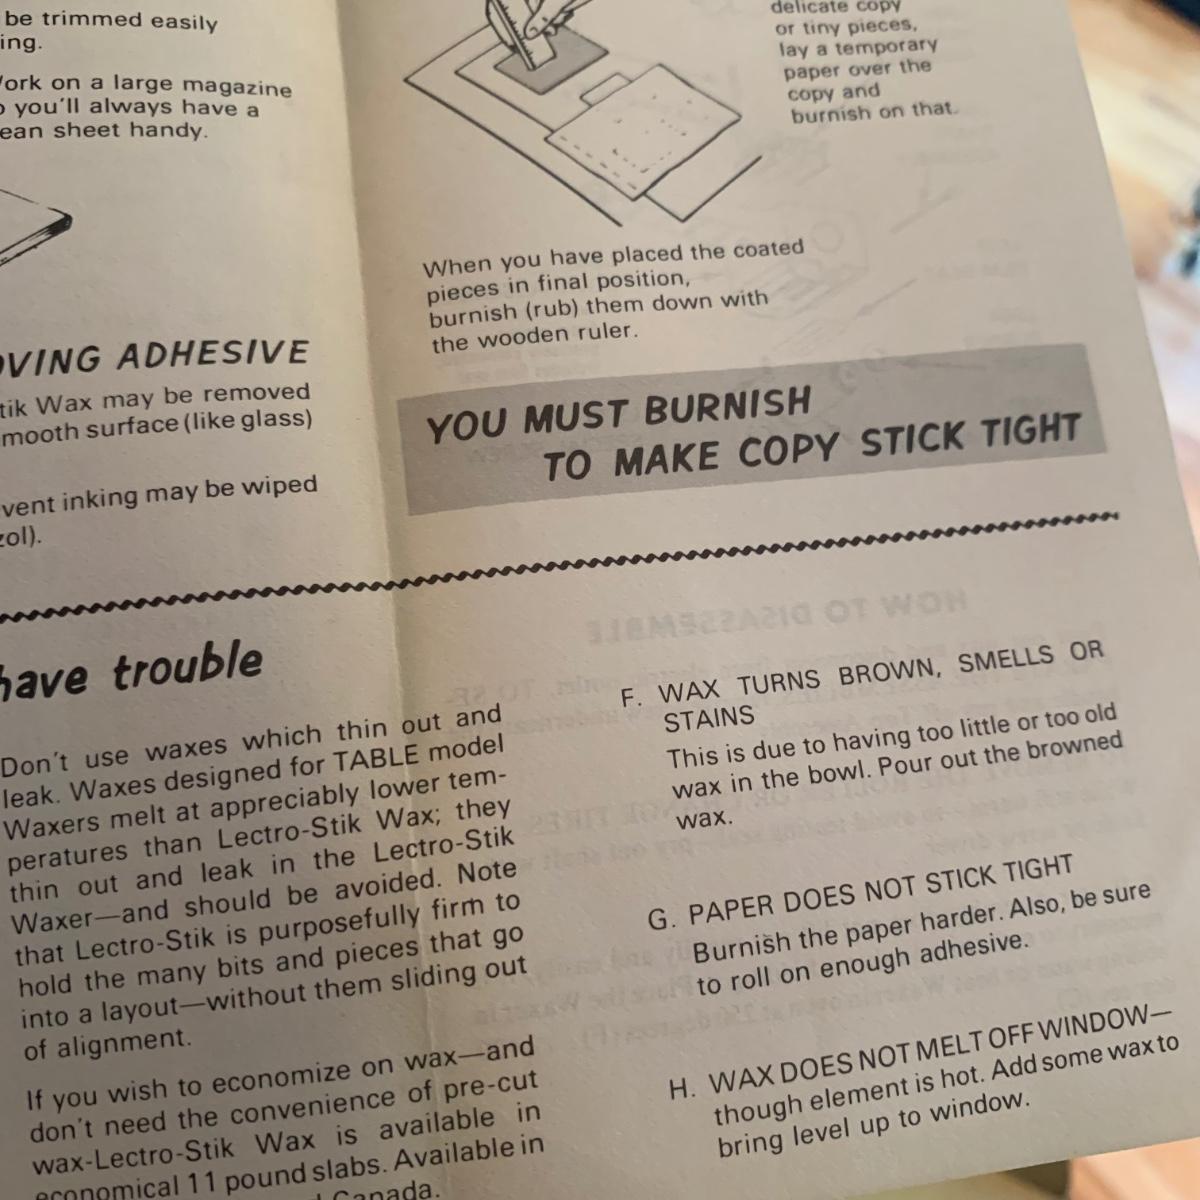 be trimmed easily
ing.
ork on a large magazine
you'll always have a
ean sheet handy.
OVING ADHESIVE
tik Wax may be removed
mooth surface (like glass)
vent inking may be wiped
zol).
delicate copy
or tiny pieces,
lay a temporary
paper over the
copy and
burnish on that.
When you have placed the coated
pieces in final position,
burnish (rub) them down with
the wooden ruler.
YOU MUST BURNISH
TO MAKE COPY STICK TIGHT
have trouble
Don't use waxes which thin out and
leak. Waxes designed for TABLE model
Waxers melt at appreciably lower tem-
peratures than Lectro-Stik Wax; they
thin out and leak in the Lectro-Stik
Waxer—and should be avoided. Note
that Lectro-Stik is purposefully firm to
hold the many bits and pieces that go
into a layout—without them sliding out
of alignment.
If you wish to economize on wax—and
don't need the convenience of pre-cut
wax-Lectro-Stik Wax is available in
economical 11 pound slabs. Available in
Canada.
F. WAX TURNS BROWN, SMELLS OR
STAINS
This is due to having too little or too old
wax in the bowl. Pour out the browned
wax.
G. PAPER DOES NOT STICK TIGHT
Burnish the paper harder. Also, be sure
to roll on enough adhesive.
H. WAX DOES NOT MELT OFF WINDOW—
though element is hot. Add some wax to
bring level up to window.
HOW TO DISASSEMBLE